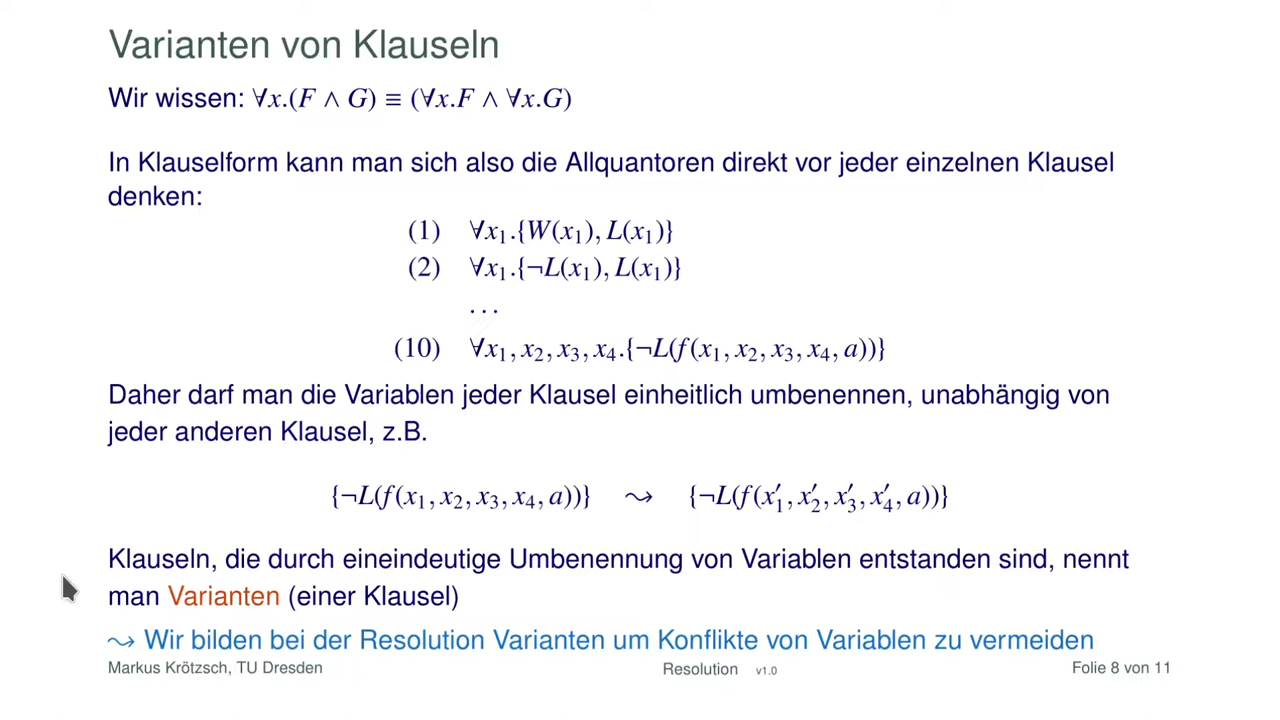 Varianten von Klauseln
Wir wissen: ∀x.(F ∧ G) ≡ (∀x.F ∧ ∀x.G)
In Klauselform kann man sich also die Allquantoren direkt vor jeder einzelnen Klausel
denken:
(1) ∀x₁.{W(x₁), L(x₁)}
(2) ∀x₁.{¬L(x₁), L(x₁)}
...
(10) ∀x₁, x₂, x₃, x₄.{¬L(f(x₁, x₂, x₃, x₄, a))}
Daher darf man die Variablen jeder Klausel einheitlich umbenennen, unabhängig von
jeder anderen Klausel, z.B.
{¬L(f(x₁, x₂, x₃, x₄, a))} ⤳ {¬L(f(x′₁, x′₂, x′₃, x′₄, a))}
Klauseln, die durch eineindeutige Umbenennung von Variablen entstanden sind, nennt
man Varianten (einer Klausel)
⤳ Wir bilden bei der Resolution Varianten um Konflikte von Variablen zu vermeiden
Markus Krötzsch, TU Dresden Resolution v1.0 Folie 8 von 11